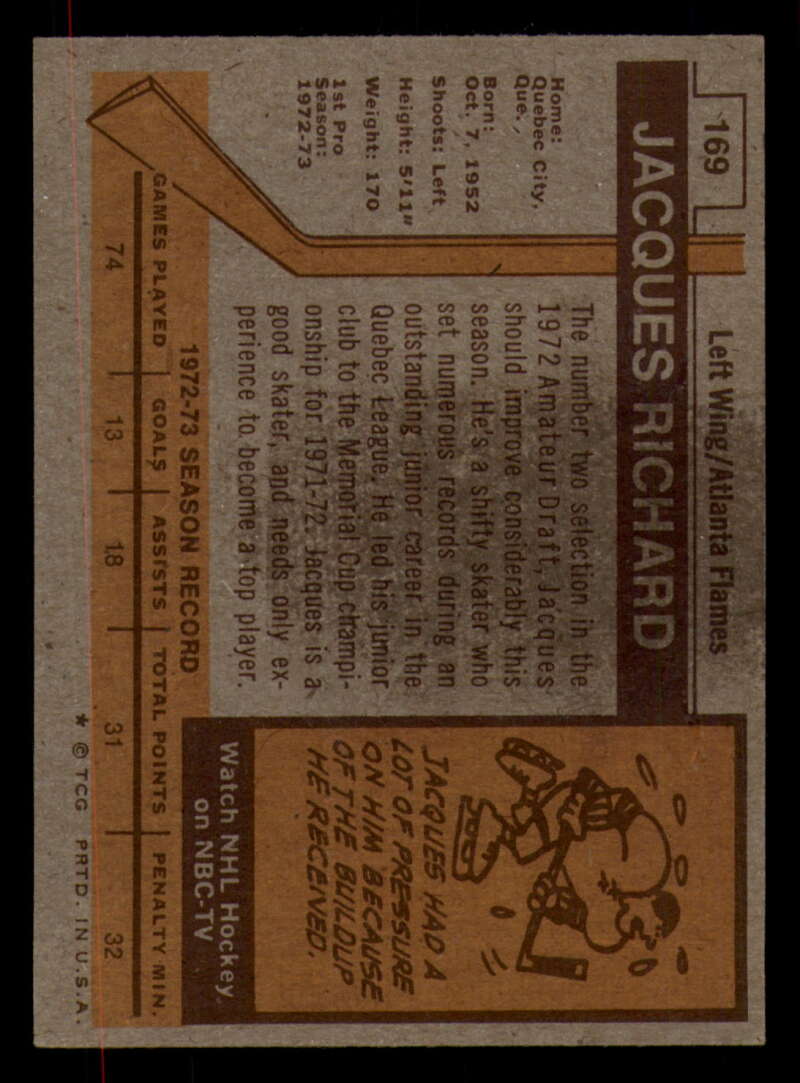 169
Left Wing/Atlanta Flames
JACQUES RICHARD
Home:
Quebec City,
Que.,
Born:
Oct. 7, 1952
Shoots: Left
Height: 5'11"
Weight: 170
1st Pro
Season:
1972-73
The number two selection in the
1972 Amateur Draft, Jacques
should improve considerably this
season. He's a shifty skater who
set numerous records during an
outstanding junior career in the
Quebec League. He led his junior
club to the Memorial Cup champi-
onship for 1971-72. Jacques is a
good skater, and needs only ex-
perience to become a top player.
JACQUES HAD A
LOT OF PRESSURE
ON HIM BECAUSE
OF THE BUILDUP
HE RECEIVED.
Watch NHL Hockey
on NBC-TV
1972-73 SEASON RECORD
GAMES PLAYED GOALS ASSISTS TOTAL POINTS PENALTY MIN.
74 13 18 31 32
* © TCG PRTD. IN U.S.A.